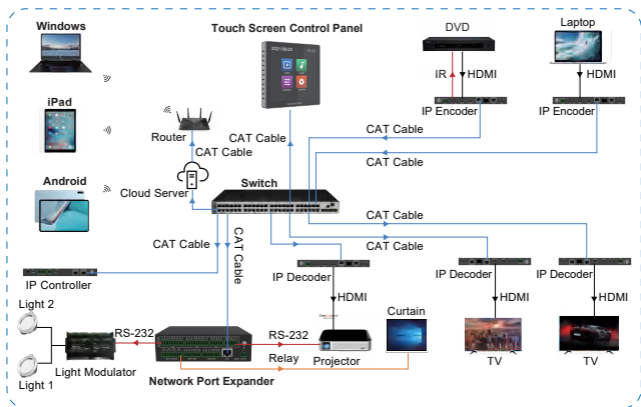 Windows
Touch Screen Control Panel
DVD
Laptop
IR
HDMI
HDMI
iPad
IP Encoder
IP Encoder
Router
CAT Cable
CAT Cable
CAT Cable
CAT Cable
Android
Switch
Cloud Server
CAT Cable
CAT Cable
CAT Cable
CAT Cable
IP Controller
IP Decoder
IP Decoder
IP Decoder
Light 2
HDMI
Curtain
HDMI
HDMI
RS-232
RS-232
Relay
Projector
TV
TV
Light 1
Light Modulator
Network Port Expander